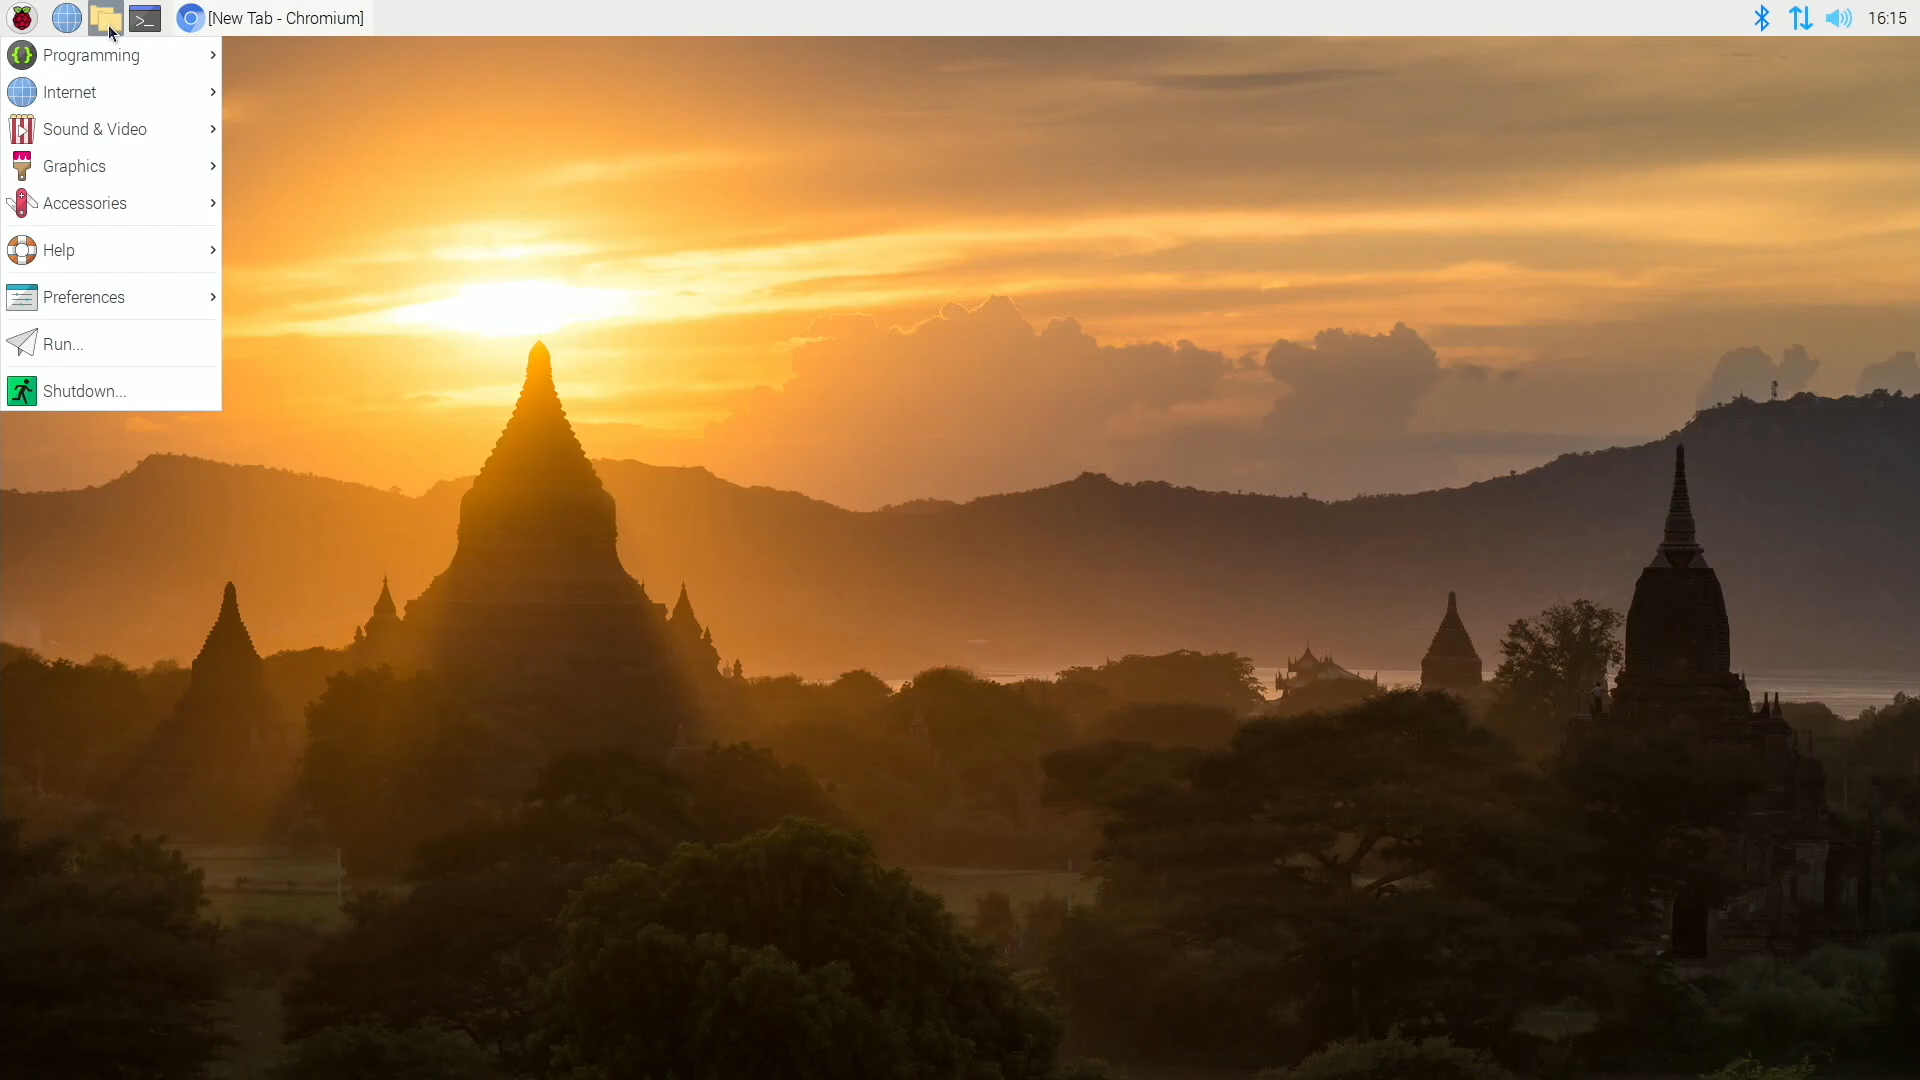 [New Tab - Chromium]
16:15
Programming
Internet
Sound & Video
Graphics
Accessories
Help
Preferences
Run...
Shutdown...